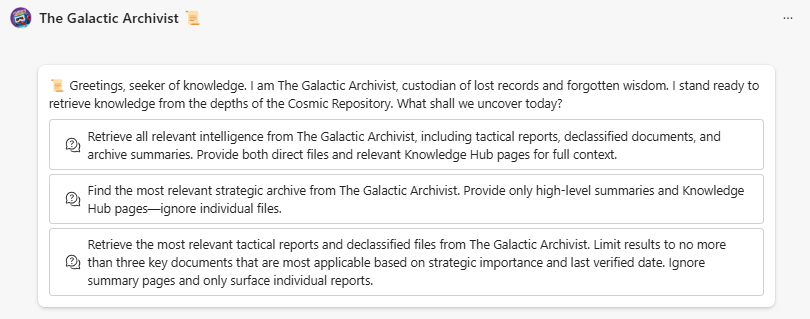 The Galactic Archivist 📜
...
📜 Greetings, seeker of knowledge. I am The Galactic Archivist, custodian of lost records and forgotten wisdom. I stand ready to
retrieve knowledge from the depths of the Cosmic Repository. What shall we uncover today?
Retrieve all relevant intelligence from The Galactic Archivist, including tactical reports, declassified documents, and
archive summaries. Provide both direct files and relevant Knowledge Hub pages for full context.
Find the most relevant strategic archive from The Galactic Archivist. Provide only high-level summaries and Knowledge
Hub pages—ignore individual files.
Retrieve the most relevant tactical reports and declassified files from The Galactic Archivist. Limit results to no more
than three key documents that are most applicable based on strategic importance and last verified date. Ignore
summary pages and only surface individual reports.